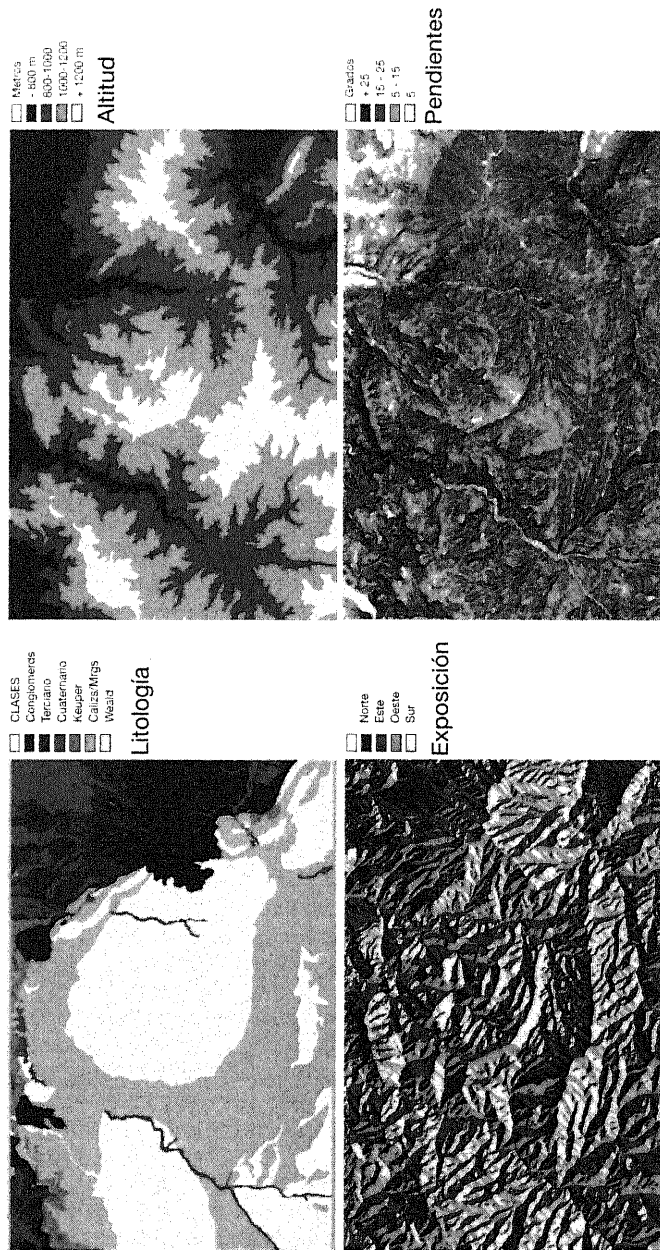 CLASES
Conglomerds
Terciario
Cuaternario
Keuper
Caliza/Mrgs
Weald
Litología
Metros
- 800 m
800-1000
1000-1200
+ 1200 m
Altitud
Norte
Este
Oeste
Sur
Exposición
Grados
+ 25
15 - 25
5 - 15
5
Pendientes